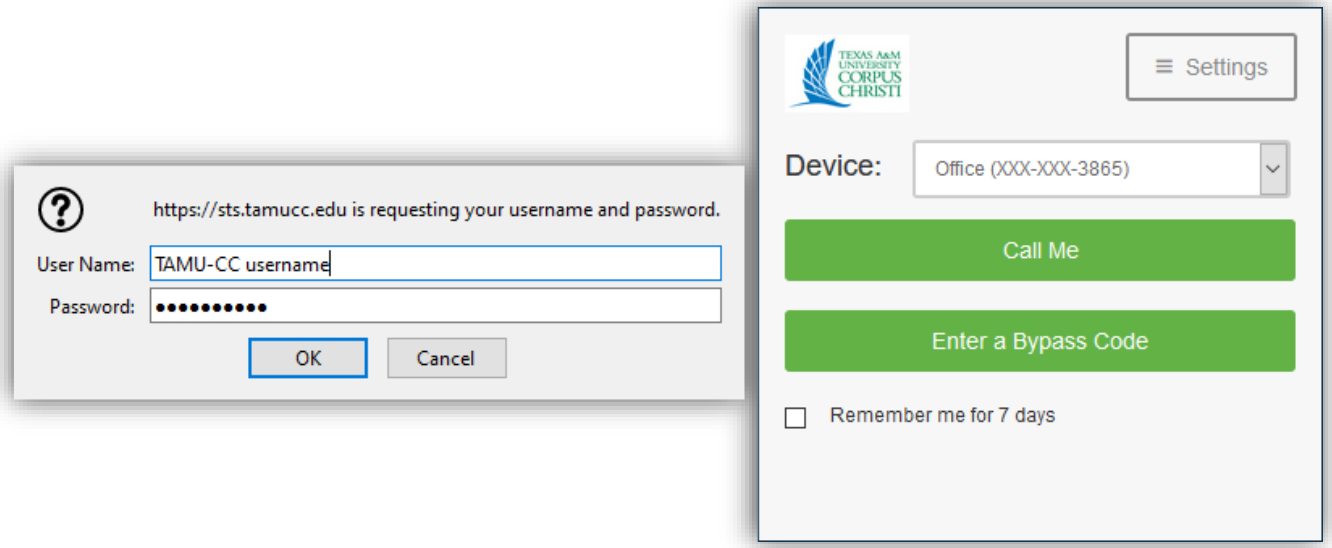 https://sts.tamucc.edu is requesting your username and password.
User Name: TAMU-CC username
Password: ●●●●●●●●●●
OK Cancel
TEXAS A&M
UNIVERSITY
CORPUS
CHRISTI
≡ Settings
Device: Office (XXX-XXX-3865)
Call Me
Enter a Bypass Code
Remember me for 7 days